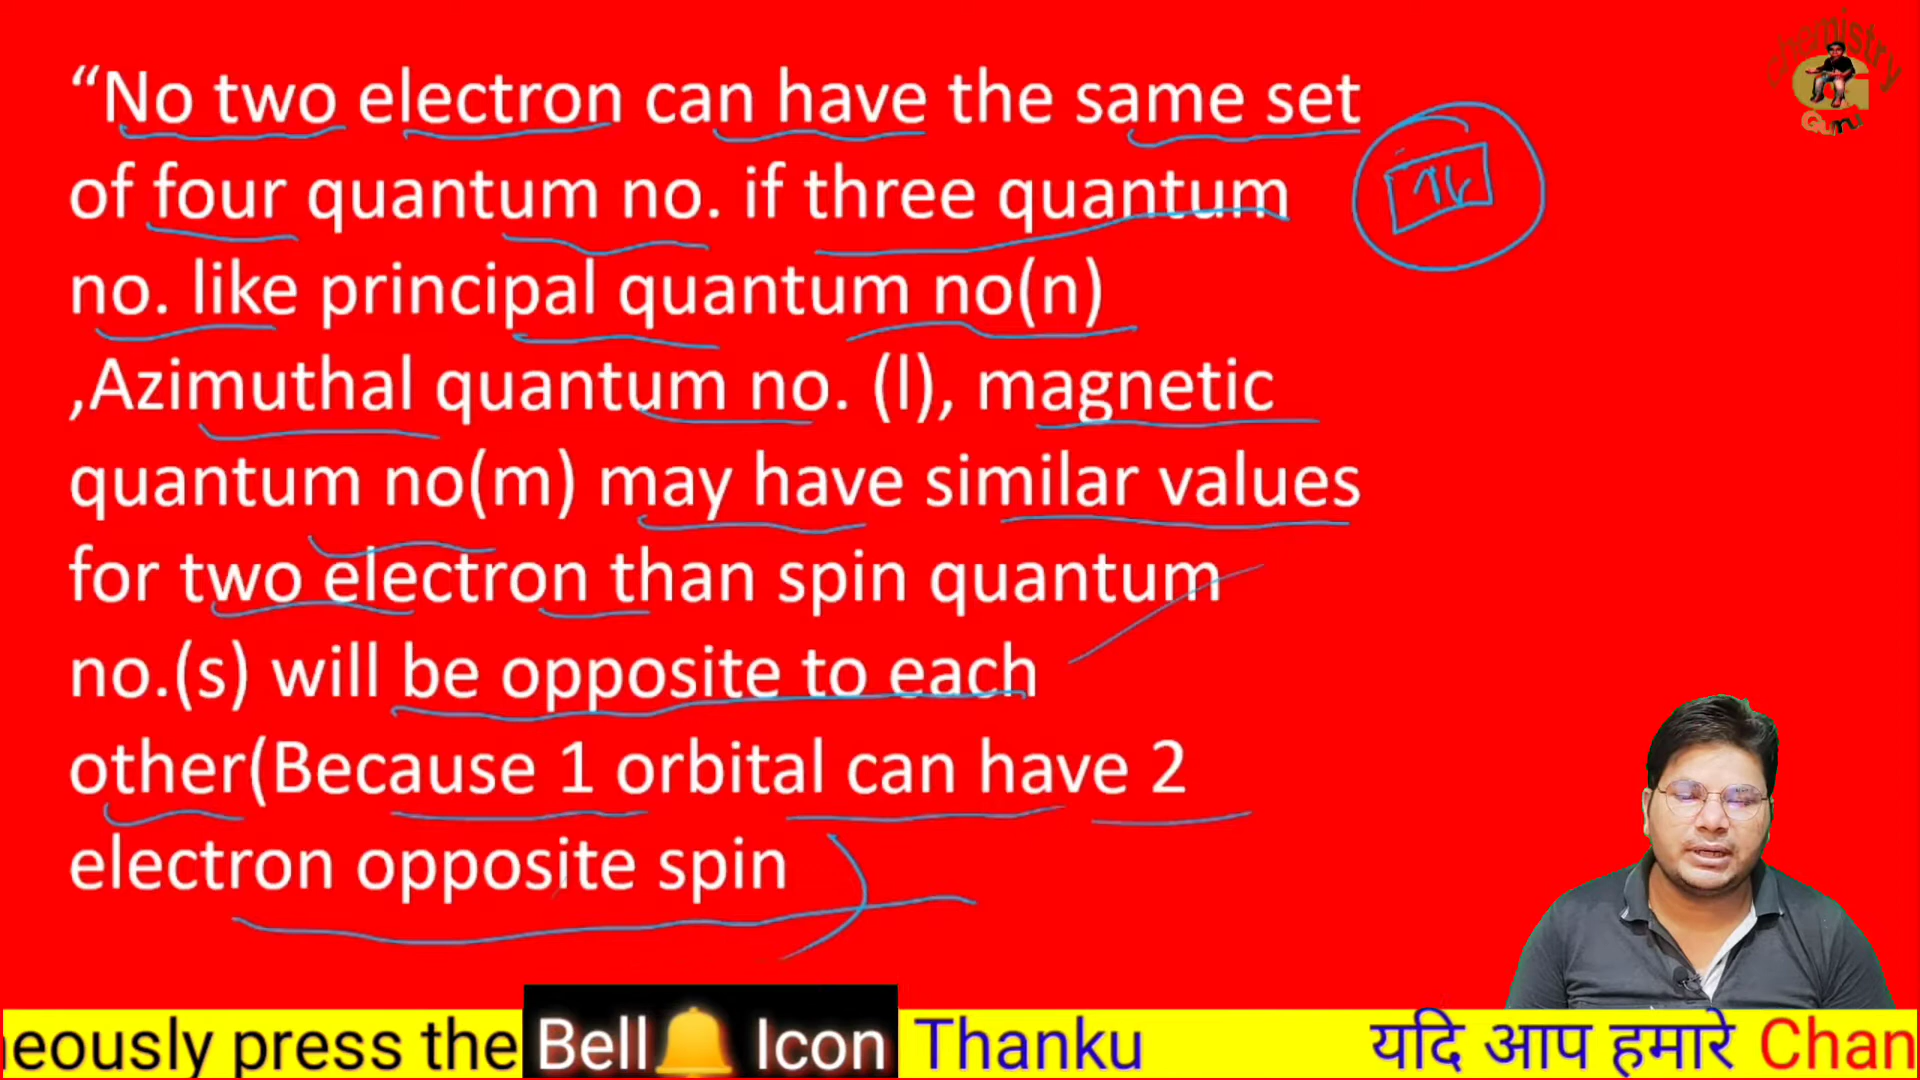 “No two electron can have the same set
of four quantum no. if three quantum
no. like principal quantum no(n)
,Azimuthal quantum no. (l), magnetic
quantum no(m) may have similar values
for two electron than spin quantum
no.(s) will be opposite to each
other(Because 1 orbital can have 2
electron opposite spin
Chemistry
G
Guru
eously press the Bell🔔 Icon Thanku यदि आप हमारे Chan